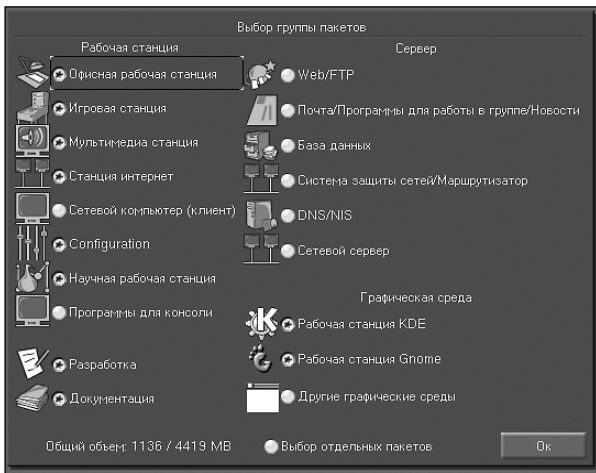 Выбор группы пакетов
Рабочая станция
Офисная рабочая станция
Игровая станция
Мультимедиа станция
Станция интернет
Сетевой компьютер (клиент)
Configuration
Научная рабочая станция
Программы для консоли
Разработка
Документация
Сервер
Web/FTP
Почта/Программы для работы в группе/Новости
База данных
Система защиты сетей/Маршрутизатор
DNS/NIS
Сетевой сервер
Графическая среда
Рабочая станция KDE
Рабочая станция Gnome
Другие графические среды
Общий объем: 1136 / 4419 MB
Выбор отдельных пакетов
Ок